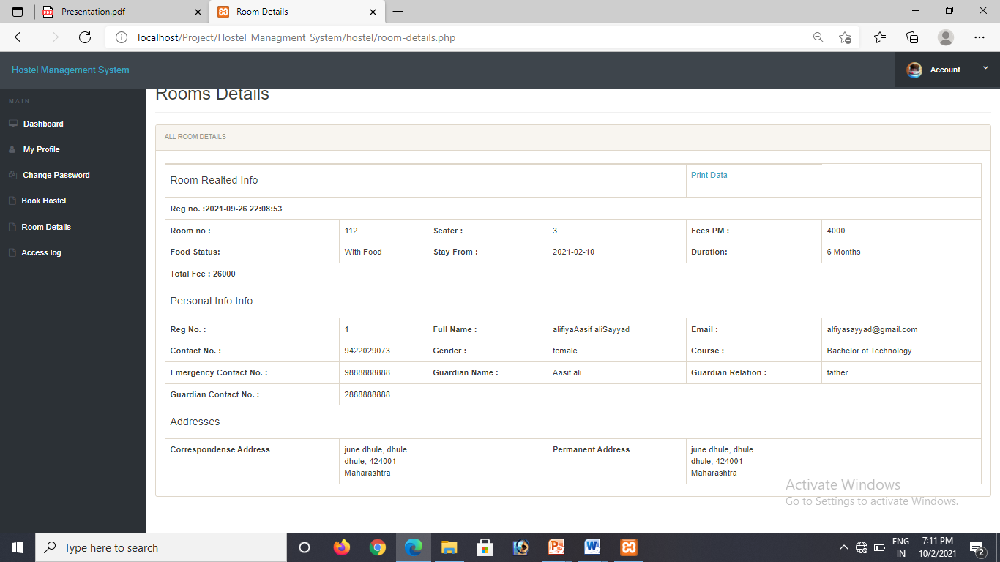 Presentation.pdf
Room Details
localhost/Project/Hostel_Managment_System/hostel/room-details.php
Hostel Management System
Account
MAIN
Dashboard
My Profile
Change Password
Book Hostel
Room Details
Access log
Rooms Details
ALL ROOM DETAILS
Room Realted Info Print Data
Reg no. :2021-09-26 22:08:53
Room no : 112 Seater : 3 Fees PM : 4000
Food Status: With Food Stay From : 2021-02-10 Duration: 6 Months
Total Fee : 26000
Personal Info Info
Reg No. : 1 Full Name : alifiyaAasif aliSayyad Email : alfiyasayyad@gmail.com
Contact No. : 9422029073 Gender : female Course : Bachelor of Technology
Emergency Contact No. : 9888888888 Guardian Name : Aasif ali Guardian Relation : father
Guardian Contact No. : 2888888888
Addresses
Correspondense Address june dhule, dhule Permanent Address june dhule, dhule
dhule, 424001 dhule, 424001
Maharashtra Maharashtra
Activate Windows
Go to Settings to activate Windows.
Type here to search
ENG 7:11 PM
IN 10/2/2021
2